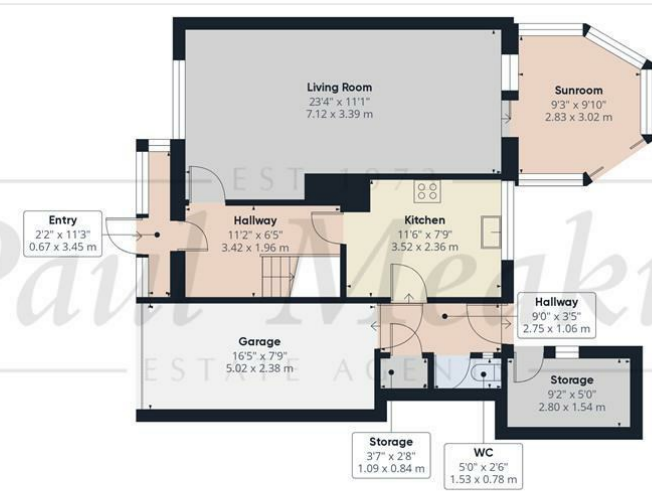 Living Room
23'4" x 11'1"
7.12 x 3.39 m
Sunroom
9'3" x 9'10"
2.83 x 3.02 m
EST 1973
Entry
2'2" x 11'3"
0.67 x 3.45 m
Hallway
11'2" x 6'5"
3.42 x 1.96 m
Kitchen
11'6" x 7'9"
3.52 x 2.36 m
Paul Meakin
Hallway
9'0" x 3'5"
2.75 x 1.06 m
Garage
16'5" x 7'9"
5.02 x 2.38 m
ESTATE AGENTS
Storage
9'2" x 5'0"
2.80 x 1.54 m
Storage
3'7" x 2'8"
1.09 x 0.84 m
WC
5'0" x 2'6"
1.53 x 0.78 m